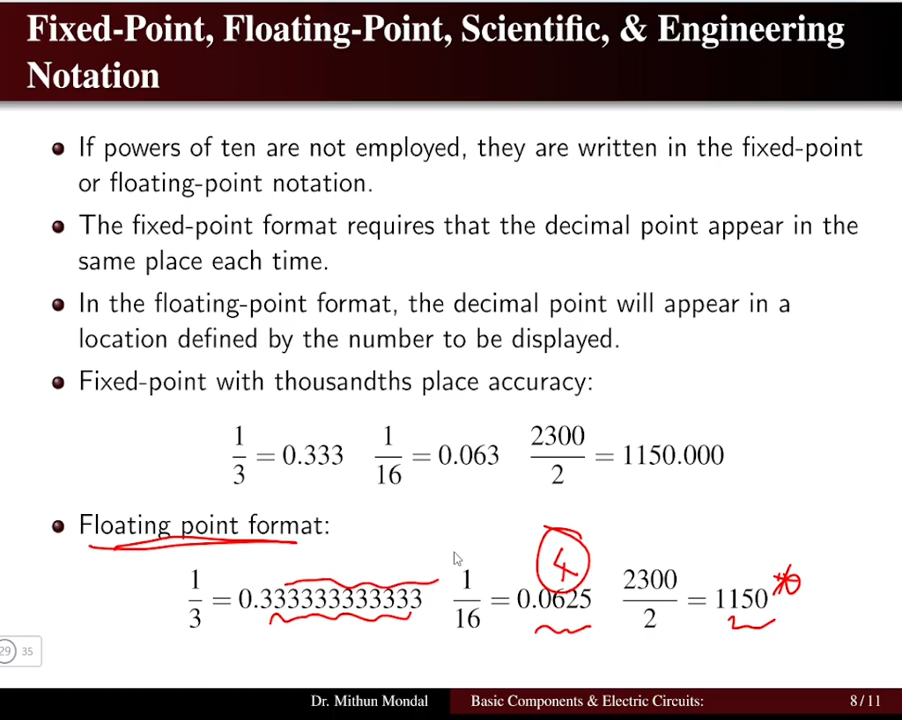 Fixed-Point, Floating-Point, Scientific, & Engineering
Notation
If powers of ten are not employed, they are written in the fixed-point
or floating-point notation.
The fixed-point format requires that the decimal point appear in the
same place each time.
In the floating-point format, the decimal point will appear in a
location defined by the number to be displayed.
Fixed-point with thousandths place accuracy:
1/3 = 0.333 1/16 = 0.063 2300/2 = 1150.000
Floating point format:
4
1/3 = 0.333333333333 1/16 = 0.0625 2300/2 = 1150
29 35
Dr. Mithun Mondal Basic Components & Electric Circuits: 8/11